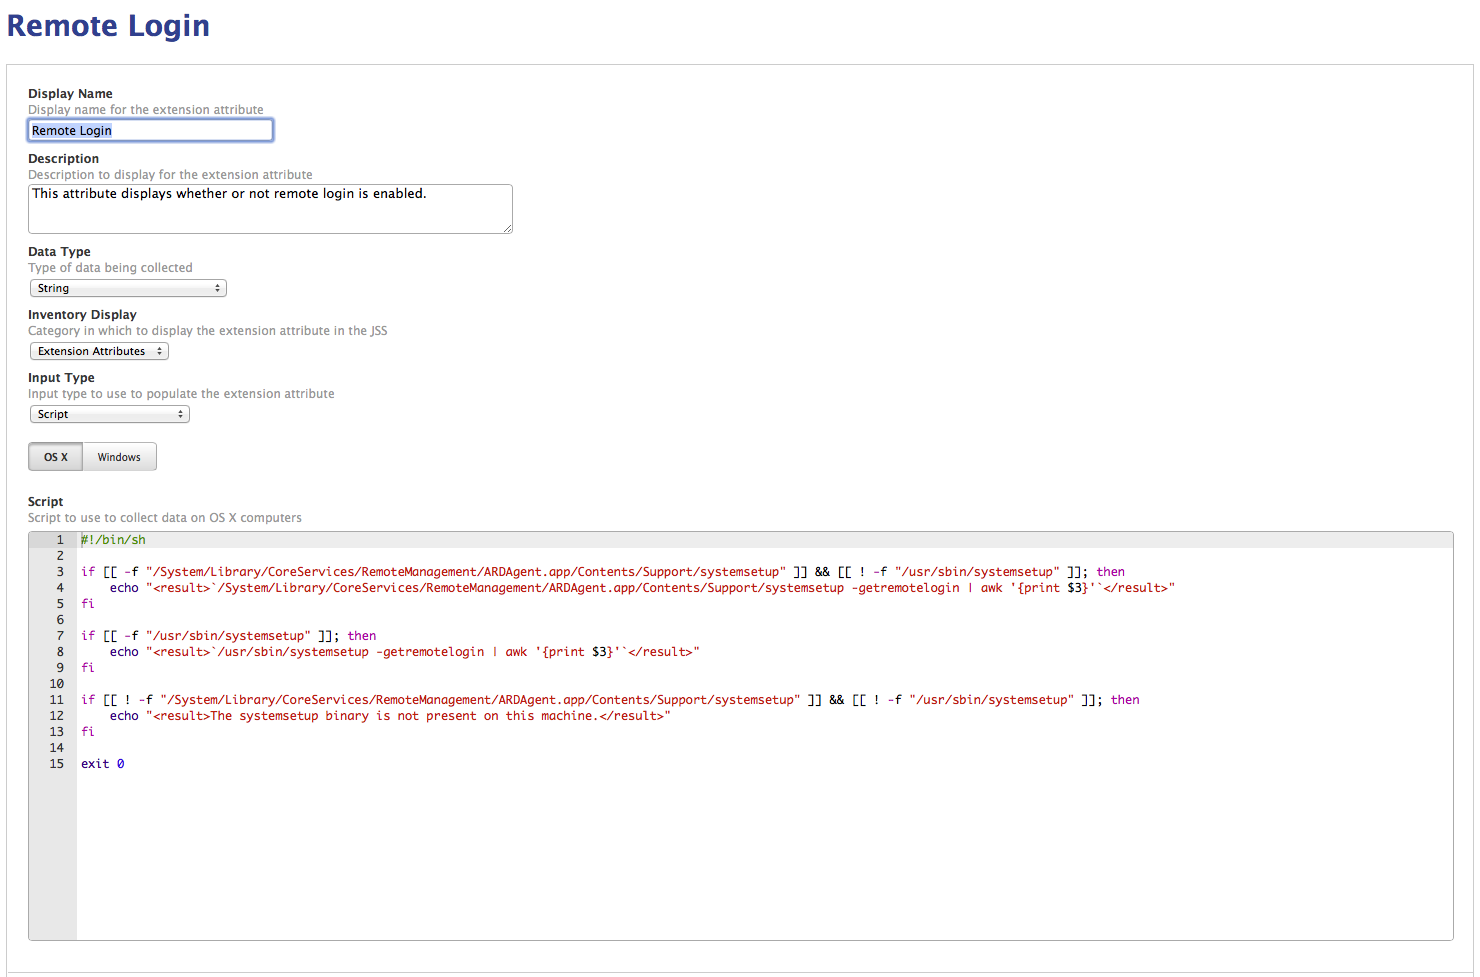 Remote Login
Display Name
Display name for the extension attribute
Remote Login
Description
Description to display for the extension attribute
This attribute displays whether or not remote login is enabled.
Data Type
Type of data being collected
String
Inventory Display
Category in which to display the extension attribute in the JSS
Extension Attributes
Input Type
Input type to use to populate the extension attribute
Script
OS X Windows
Script
Script to use to collect data on OS X computers
1 #!/bin/sh
2
3 if [[ -f "/System/Library/CoreServices/RemoteManagement/ARDAgent.app/Contents/Support/systemsetup" ]] && [[ ! -f "/usr/sbin/systemsetup" ]]; then
4 echo "<result>`/System/Library/CoreServices/RemoteManagement/ARDAgent.app/Contents/Support/systemsetup -getremotelogin | awk '{print $3}'`</result>"
5 fi
6
7 if [[ -f "/usr/sbin/systemsetup" ]]; then
8 echo "<result>`/usr/sbin/systemsetup -getremotelogin | awk '{print $3}'`</result>"
9 fi
10
11 if [[ ! -f "/System/Library/CoreServices/RemoteManagement/ARDAgent.app/Contents/Support/systemsetup" ]] && [[ ! -f "/usr/sbin/systemsetup" ]]; then
12 echo "<result>The systemsetup binary is not present on this machine.</result>"
13 fi
14
15 exit 0